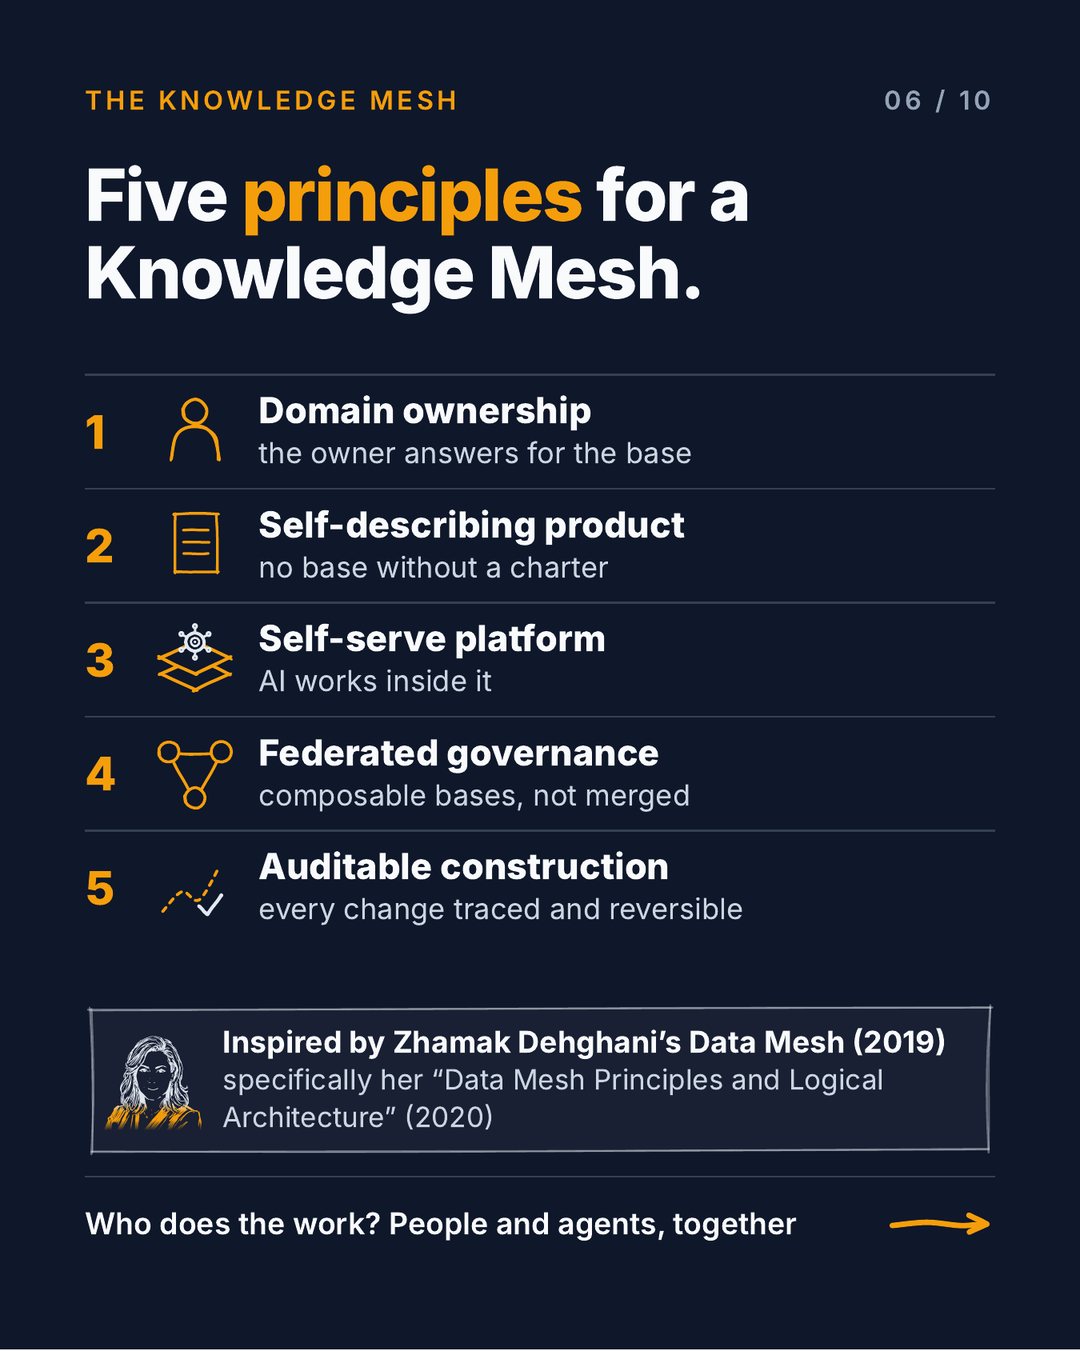 THE KNOWLEDGE MESH
06 / 10
Five principles for a
Knowledge Mesh.
1
Domain ownership
the owner answers for the base
2
Self-describing product
no base without a charter
3
Self-serve platform
AI works inside it
4
Federated governance
composable bases, not merged
5
Auditable construction
every change traced and reversible
Inspired by Zhamak Dehghani’s Data Mesh (2019)
specifically her “Data Mesh Principles and Logical
Architecture” (2020)
Who does the work? People and agents, together